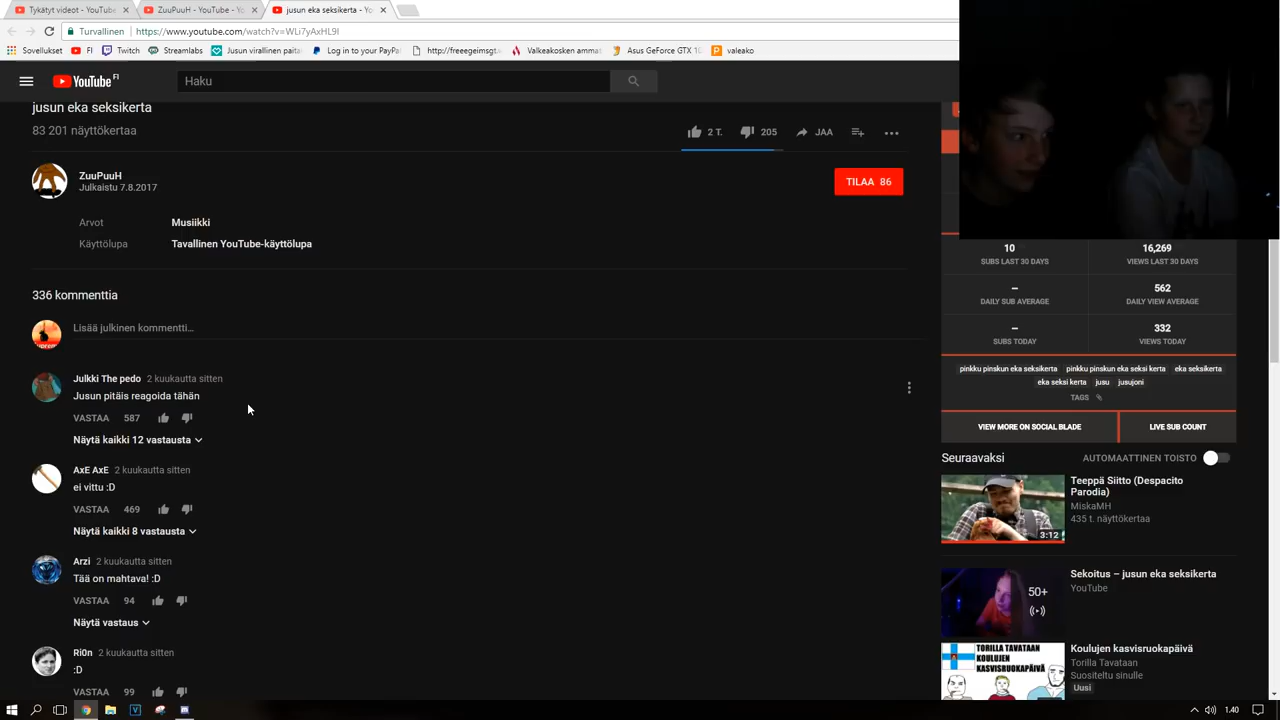 Tykätyt videot - YouTube
ZuuPuuH - YouTube - Yo
jusun eka seksikerta - Yo
Turvallinen
https://www.youtube.com/watch?v=WLi7yAxHL9I
Sovellukset
FI
Twitch
Streamlabs
Jusun virallinen paita
Log in to your PayPal
http://freeegeimsgt.
Valkeakosken ammas
Asus GeForce GTX 10
valeako
YouTube FI
Haku
jusun eka seksikerta
83 201 näyttökertaa
2 T.
205
JAA
ZuuPuuH
Julkaistu 7.8.2017
TILAA 86
Arvot
Musiikki
Käyttölupa
Tavallinen YouTube-käyttölupa
336 kommenttia
Lisää julkinen kommentti...
Julkki The pedo 2 kuukautta sitten
Jusun pitäis reagoida tähän
VASTAA 587
Näytä kaikki 12 vastausta
AxE AxE 2 kuukautta sitten
ei vittu :D
VASTAA 469
Näytä kaikki 8 vastausta
Arzi 2 kuukautta sitten
Tää on mahtava! :D
VASTAA 94
Näytä vastaus
Ri0n 2 kuukautta sitten
:D
VASTAA 99
10
16,269
SUBS LAST 30 DAYS
VIEWS LAST 30 DAYS
--
562
DAILY SUB AVERAGE
DAILY VIEW AVERAGE
--
332
SUBS TODAY
VIEWS TODAY
pinkku pinskun eka seksikerta
pinkku pinskun eka seksi kerta
eka seksikerta
eka seksi kerta
jusu
jusujoni
TAGS
VIEW MORE ON SOCIAL BLADE
LIVE SUB COUNT
Seuraavaksi
AUTOMAATTINEN TOISTO
Teeppä Siitto (Despacito
Parodia)
MiskaMH
435 t. näyttökertaa
3:12
Sekoitus – jusun eka seksikerta
YouTube
50+
Koulujen kasvisruokapäivä
Torilla Tavataan
Suositeltu sinulle
Uusi
TORILLA TAVATAAN
KOULUJEN
KASVISRUOKAPÄIVÄ
1.40